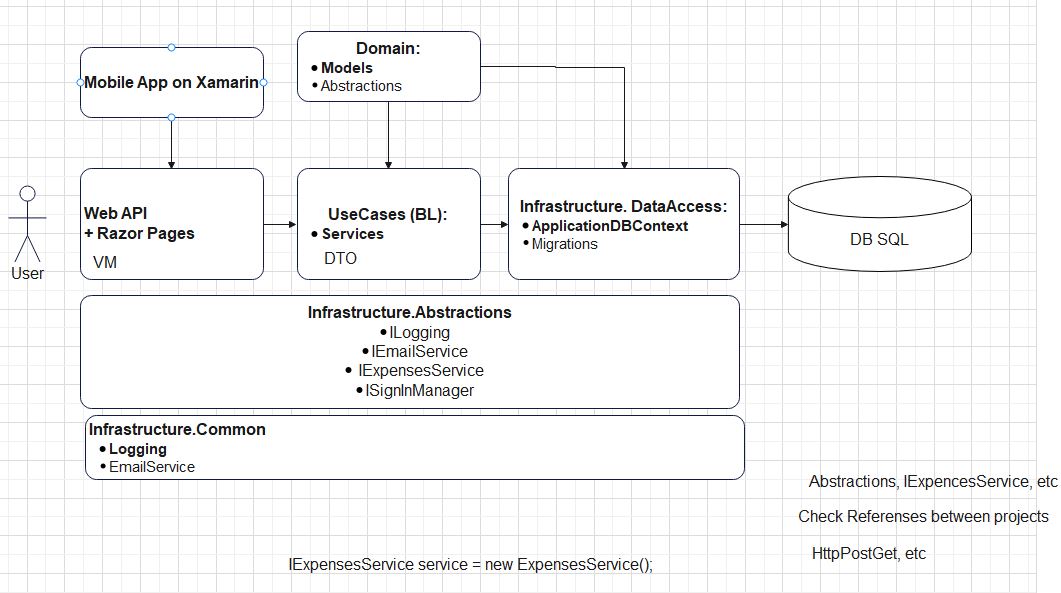 Mobile App on Xamarin
Domain:
• Models
• Abstractions
Web API
+ Razor Pages
VM
UseCases (BL):
• Services
DTO
Infrastructure. DataAccess:
• ApplicationDBContext
• Migrations
DB SQL
User
Infrastructure.Abstractions
• ILogging
• IEmailService
• IExpensesService
• ISignInManager
Infrastructure.Common
• Logging
• EmailService
Abstractions, IExpencesService, etc
Check Referenses between projects
HttpPostGet, etc
IExpensesService service = new ExpensesService();